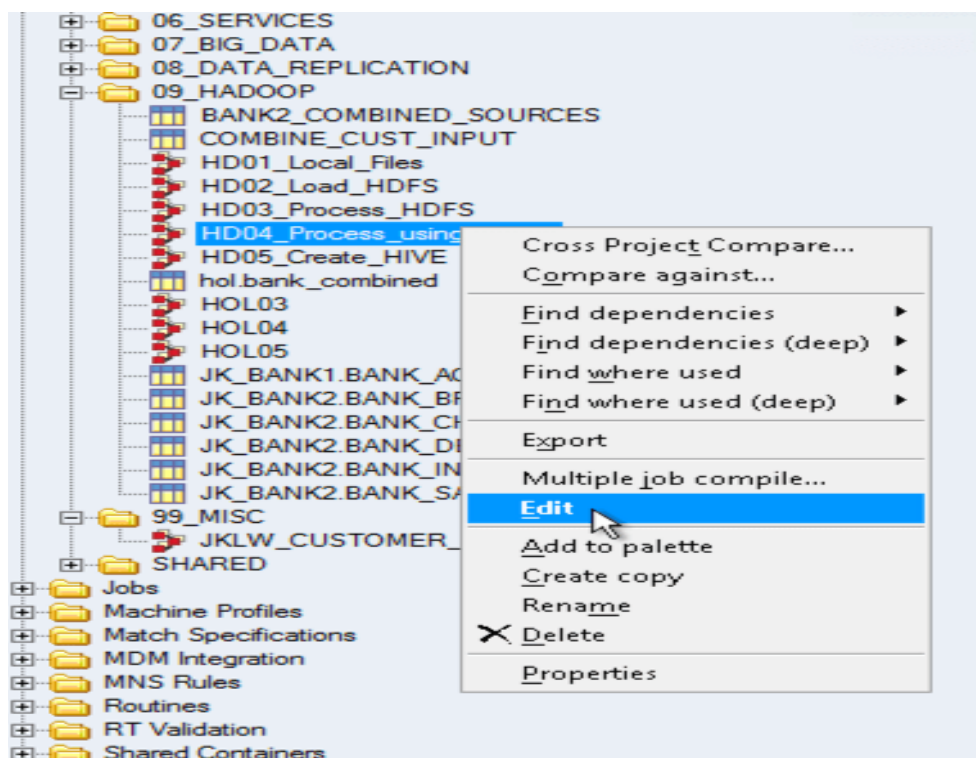 06_SERVICES
07_BIG_DATA
08_DATA_REPLICATION
09_HADOOP
BANK2_COMBINED_SOURCES
COMBINE_CUST_INPUT
HD01_Local_Files
HD02_Load_HDFS
HD03_Process_HDFS
HD04_Process_using
HD05_Create_HIVE
hol.bank_combined
HOL03
HOL04
HOL05
JK_BANK1.BANK_AC
JK_BANK2.BANK_BF
JK_BANK2.BANK_CH
JK_BANK2.BANK_DE
JK_BANK2.BANK_IN
JK_BANK2.BANK_SA
99_MISC
JKLW_CUSTOMER_
SHARED
Jobs
Machine Profiles
Match Specifications
MDM Integration
MNS Rules
Routines
RT Validation
Shared Containers
Cross Project Compare...
Compare against...
Find dependencies
Find dependencies (deep)
Find where used
Find where used (deep)
Export
Multiple job compile...
Edit
Add to palette
Create copy
Rename
Delete
Properties